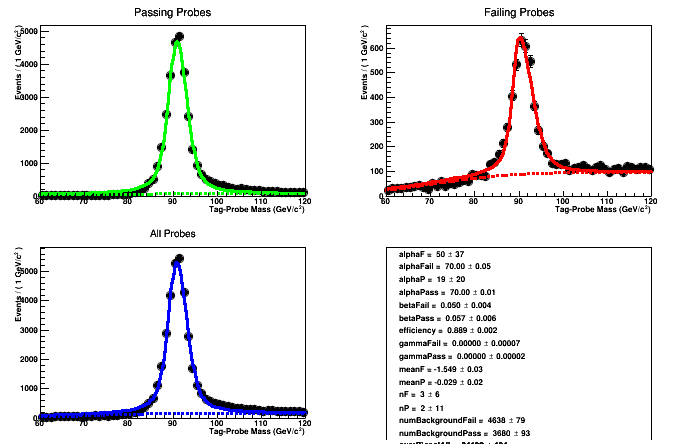 Passing Probes
Events / ( 1 GeV/c² )
5000
4000
3000
2000
1000
0
60 70 80 90 100 110 120
Tag-Probe Mass (GeV/c²)
Failing Probes
Events / ( 1 GeV/c² )
600
500
400
300
200
100
0
60 70 80 90 100 110 120
Tag-Probe Mass (GeV/c²)
All Probes
Events / ( 1 GeV/c² )
5000
4000
3000
2000
1000
0
60 70 80 90 100 110 120
Tag-Probe Mass (GeV/c²)
alphaF = 50 ± 37
alphaFail = 70.00 ± 0.05
alphaP = 19 ± 20
alphaPass = 70.00 ± 0.01
betaFail = 0.050 ± 0.004
betaPass = 0.057 ± 0.006
efficiency = 0.889 ± 0.002
gammaFail = 0.00000 ± 0.00007
gammaPass = 0.00000 ± 0.00002
meanF = -1.549 ± 0.03
meanP = -0.029 ± 0.02
nF = 3 ± 6
nP = 2 ± 11
numBackgroundFail = 4638 ± 79
numBackgroundPass = 3680 ± 93